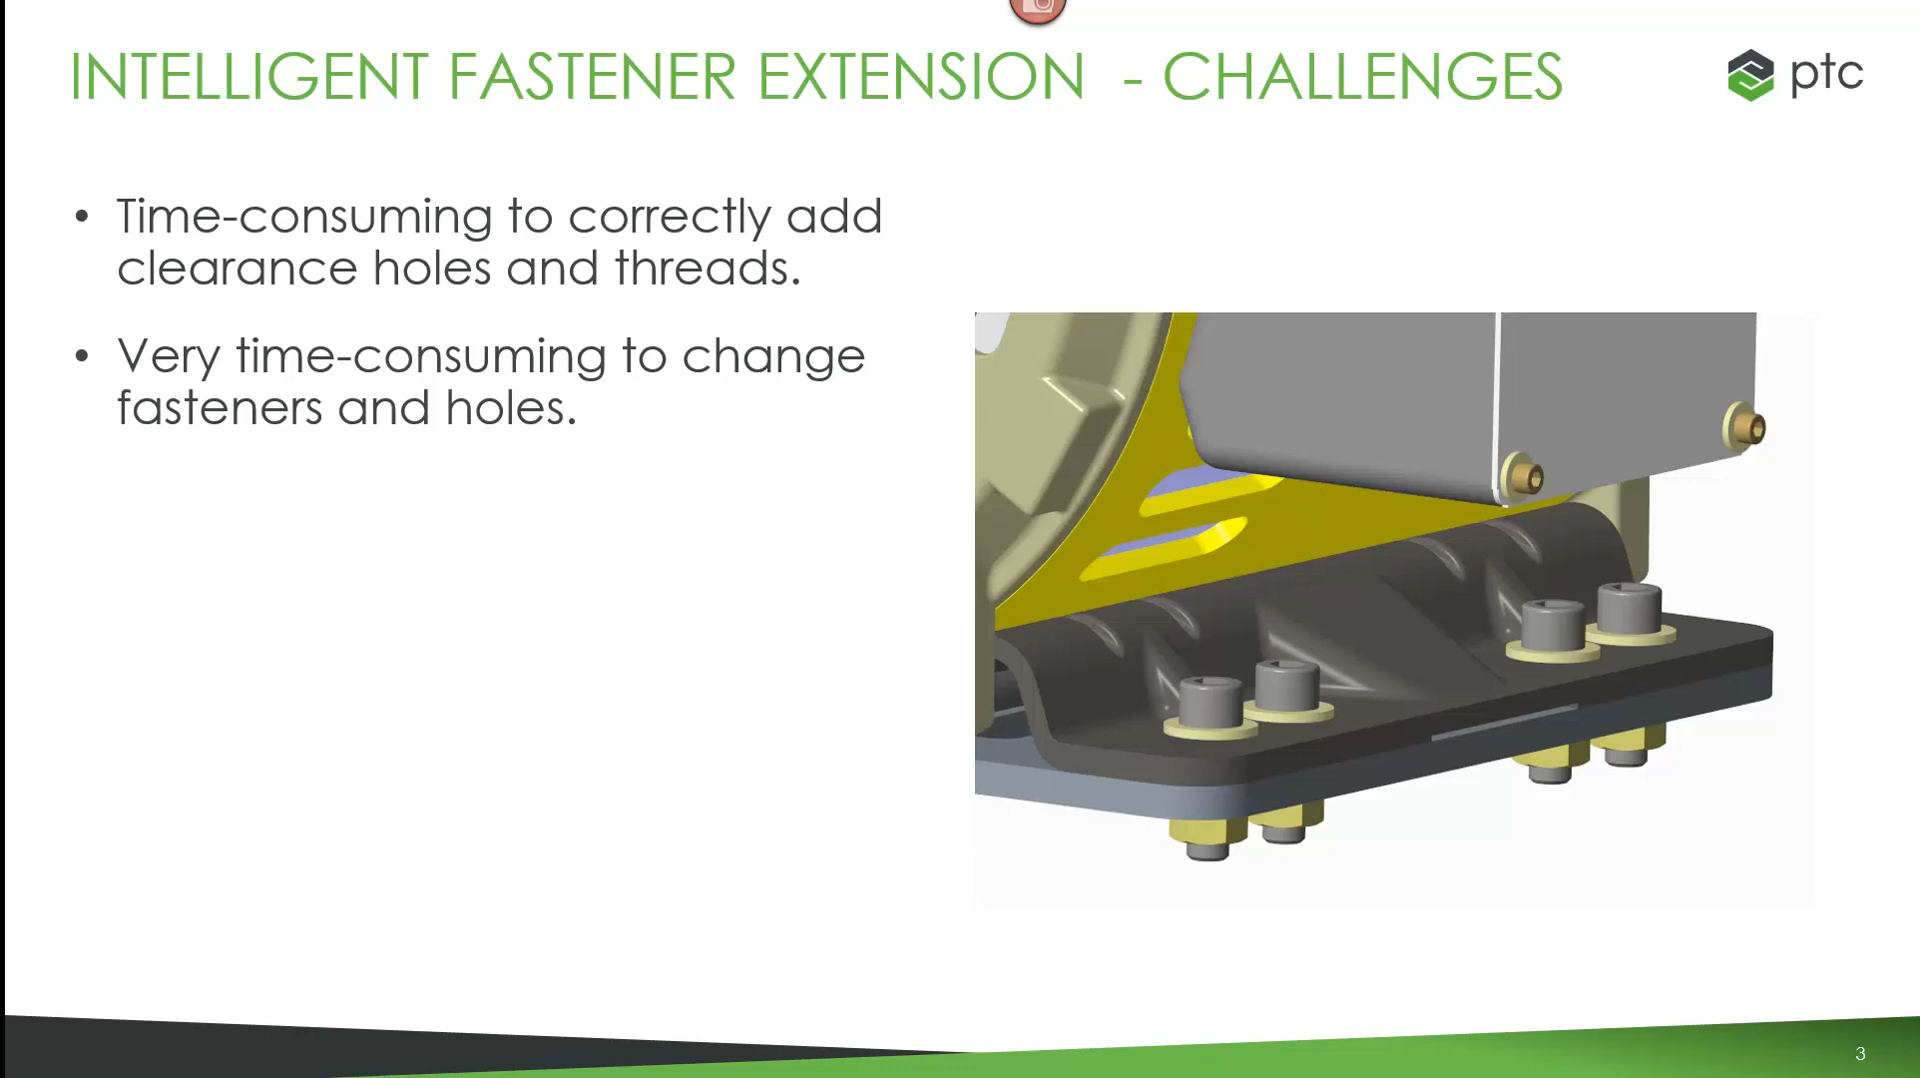 INTELLIGENT FASTENER EXTENSION - CHALLENGES
ptc
• Time-consuming to correctly add
clearance holes and threads.
• Very time-consuming to change
fasteners and holes.
3